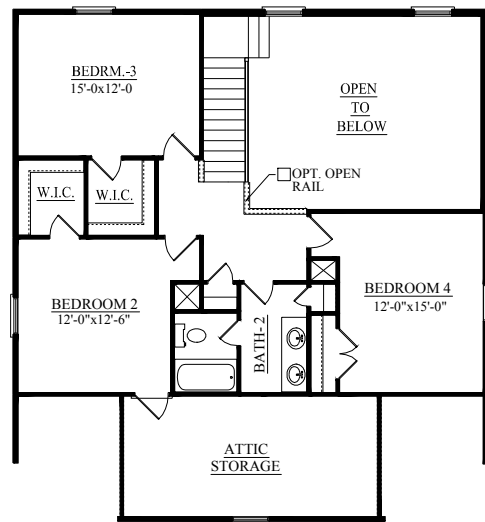 BEDRM.-3
15'-0x12'-0
OPEN
TO
BELOW
W.I.C.
W.I.C.
OPT. OPEN
RAIL
BEDROOM 2
12'-0"x12'-6"
BATH-2
BEDROOM 4
12'-0"x15'-0"
ATTIC
STORAGE